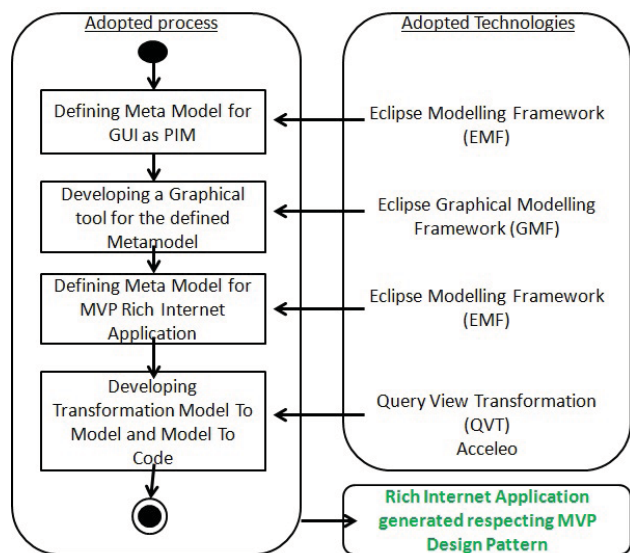 Adopted process
Defining Meta Model for
GUI as PIM
Developing a Graphical
tool for the defined
Metamodel
Defining Meta Model for
MVP Rich Internet
Application
Developing
Transformation Model To
Model and Model To
Code
Adopted Technologies
Eclipse Modelling Framework
(EMF)
Eclipse Graphical Modelling
Framework (GMF)
Eclipse Modelling Framework
(EMF)
Query View Transformation
(QVT)
Acceleo
Rich Internet Application
generated respecting MVP
Design Pattern